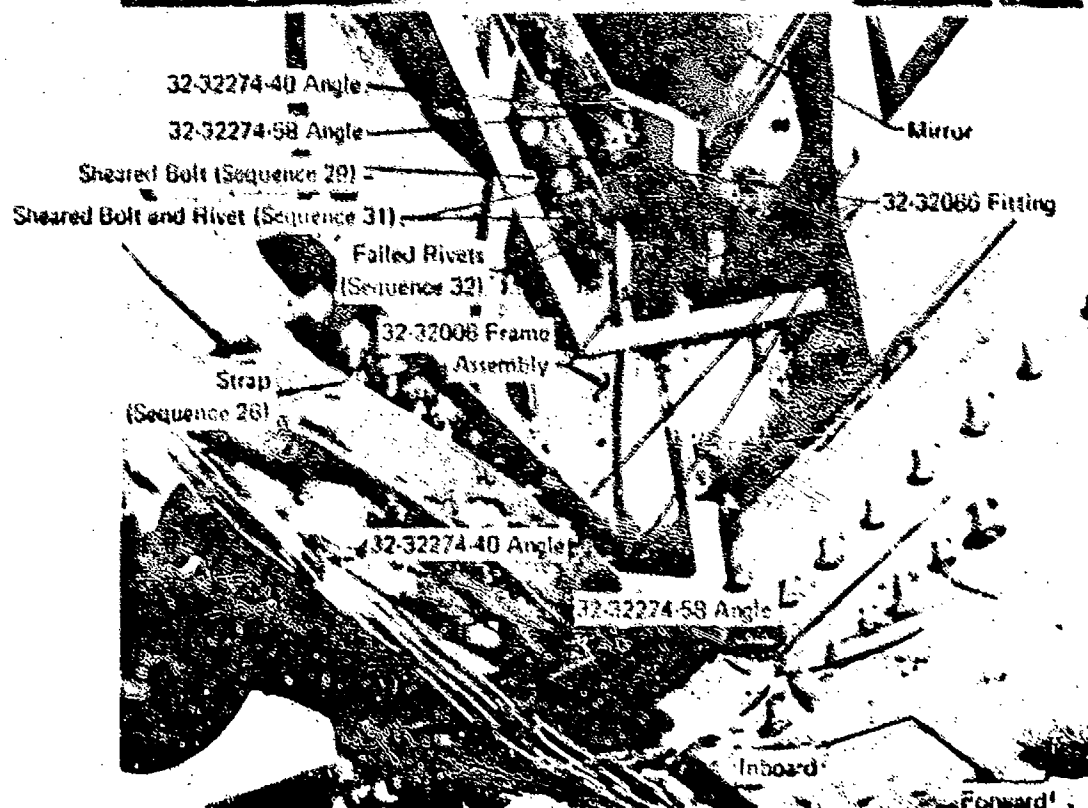 32-32274-40 Angle
32-32274-58 Angle
Sheared Bolt (Sequence 29)
Sheared Bolt and Rivet (Sequence 31)
Failed Rivets
(Sequence 32)
32-32006 Frame
Assembly
Strap
(Sequence 26)
Mirror
32-32086 Fitting
32-32274-40 Angle
32-32274-58 Angle
Inboard
Forward